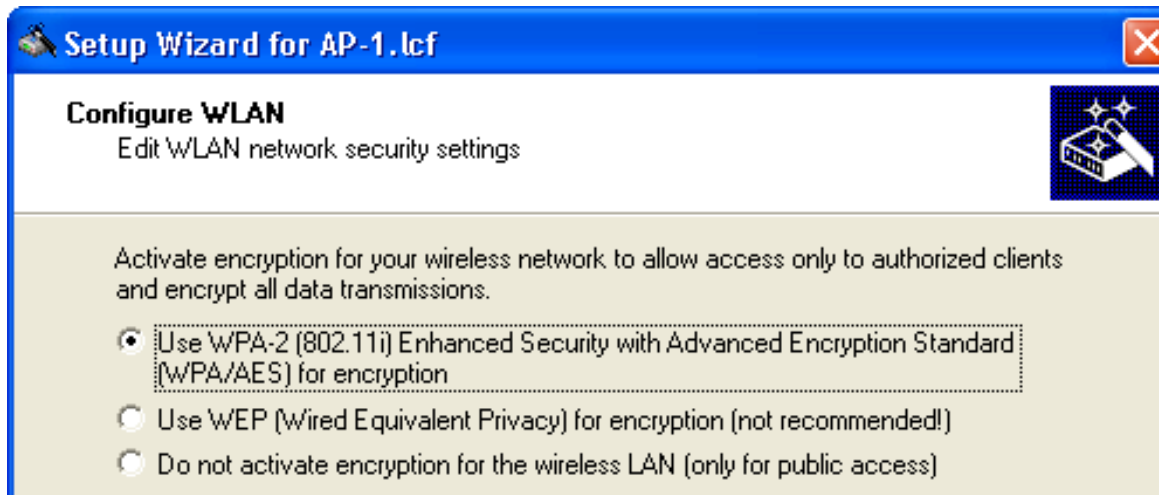 Setup Wizard for AP-1.lcf
Configure WLAN
Edit WLAN network security settings
Activate encryption for your wireless network to allow access only to authorized clients
and encrypt all data transmissions.
Use WPA-2 (802.11i) Enhanced Security with Advanced Encryption Standard
(WPA/AES) for encryption
Use WEP (Wired Equivalent Privacy) for encryption (not recommended!)
Do not activate encryption for the wireless LAN (only for public access)